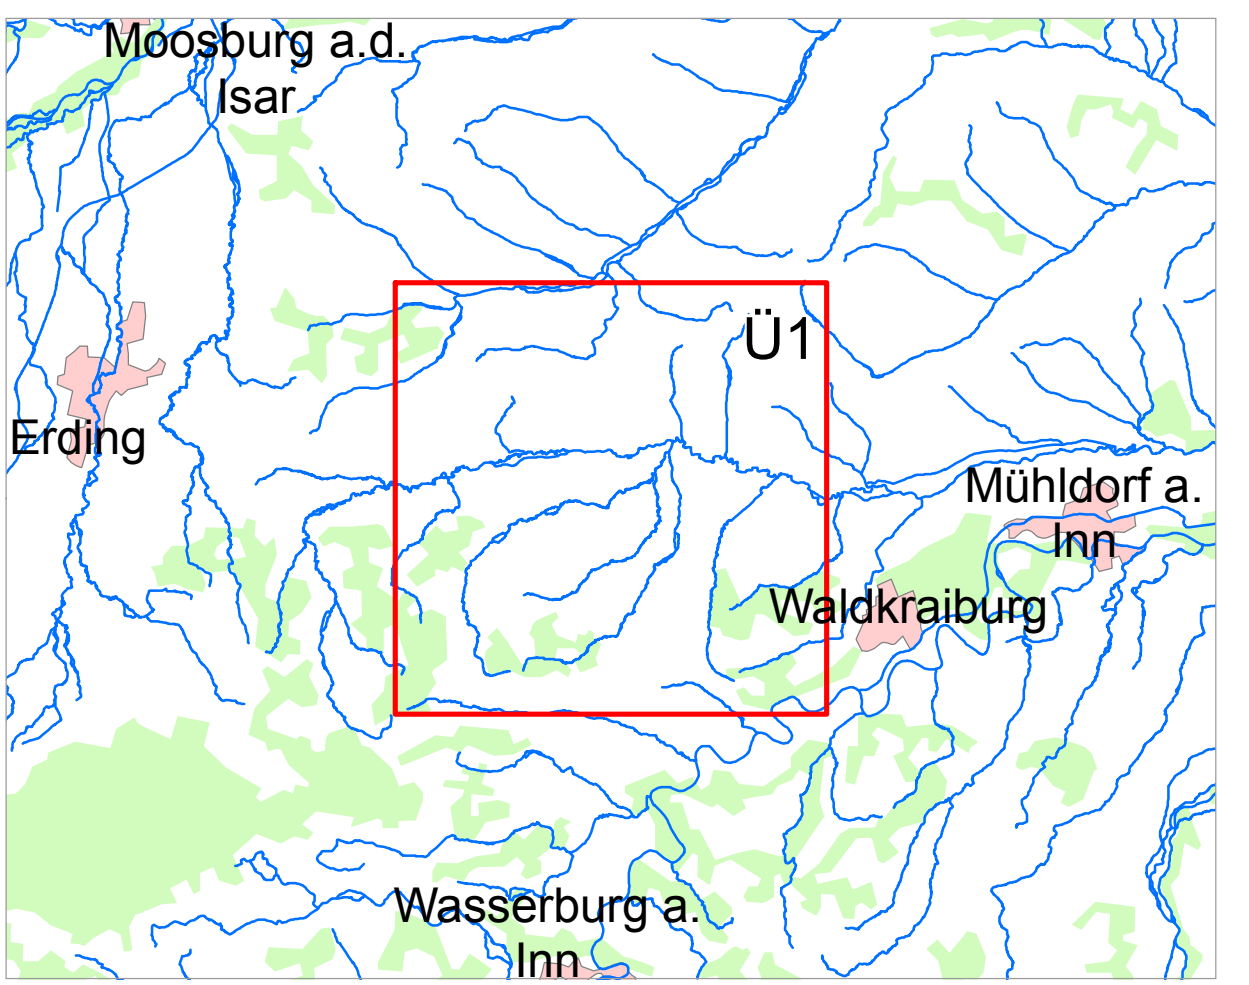 Moosburg a.d.
Isar
Ü1
Erding
Mühldorf a.
Inn
Waldkraiburg
Wasserburg a.
Inn